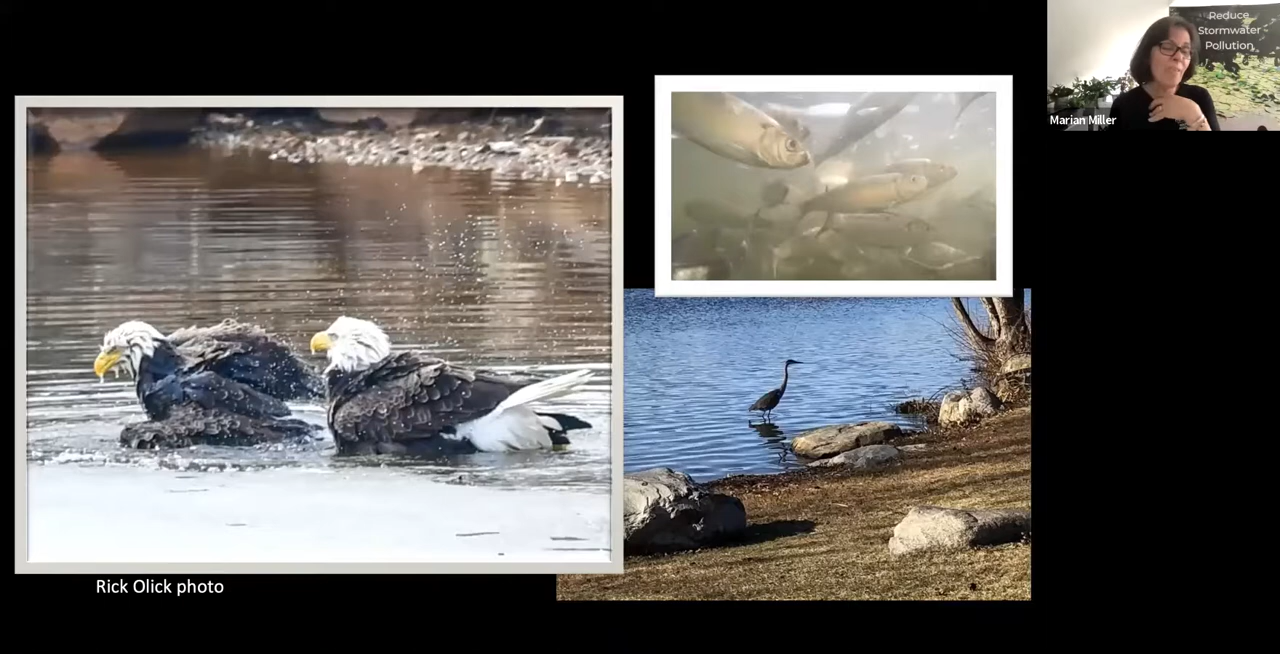 Reduce
Stormwater
Pollution
Marian Miller
Rick Olick photo